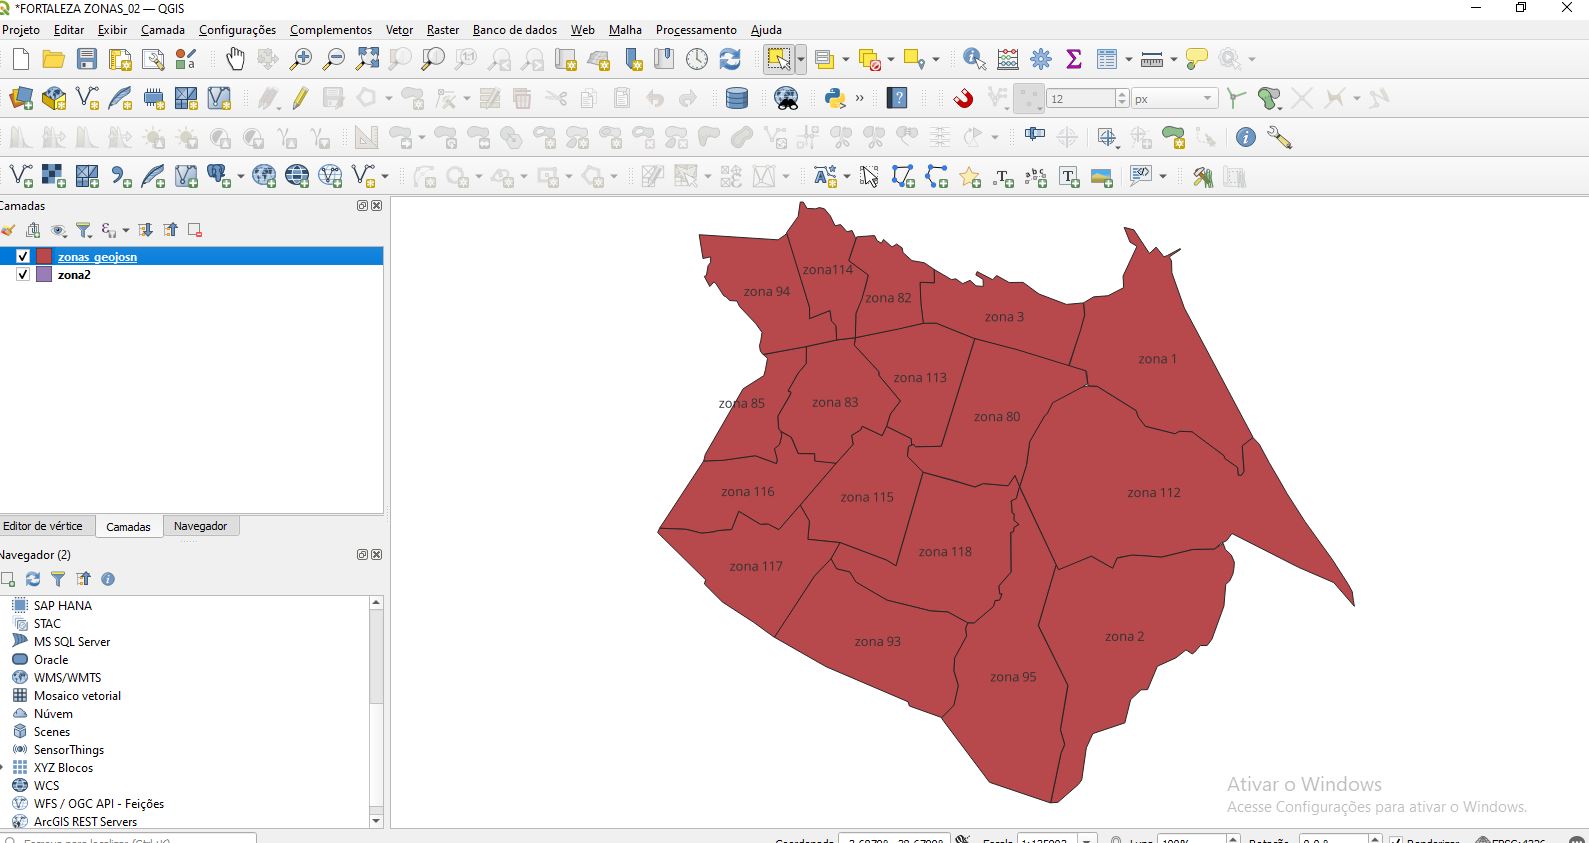 *FORTALEZA ZONAS_02 — QGIS
Projeto Editar Exibir Camada Configurações Complementos Vetor Raster Banco de dados Web Malha Processamento Ajuda
12 px
Camadas
zonas_geojosn
zona2
Editor de vértice Camadas Navegador
Navegador (2)
SAP HANA
STAC
MS SQL Server
Oracle
WMS/WMTS
Mosaico vetorial
Núvem
Scenes
SensorThings
XYZ Blocos
WCS
WFS / OGC API - Feições
ArcGIS REST Servers
zona114
zona 94
zona 82
zona 3
zona 1
zona 113
zona 85
zona 83
zona 80
zona 116
zona 115
zona 112
zona 118
zona 117
zona 2
zona 93
zona 95
Ativar o Windows
Acesse Configurações para ativar o Windows.